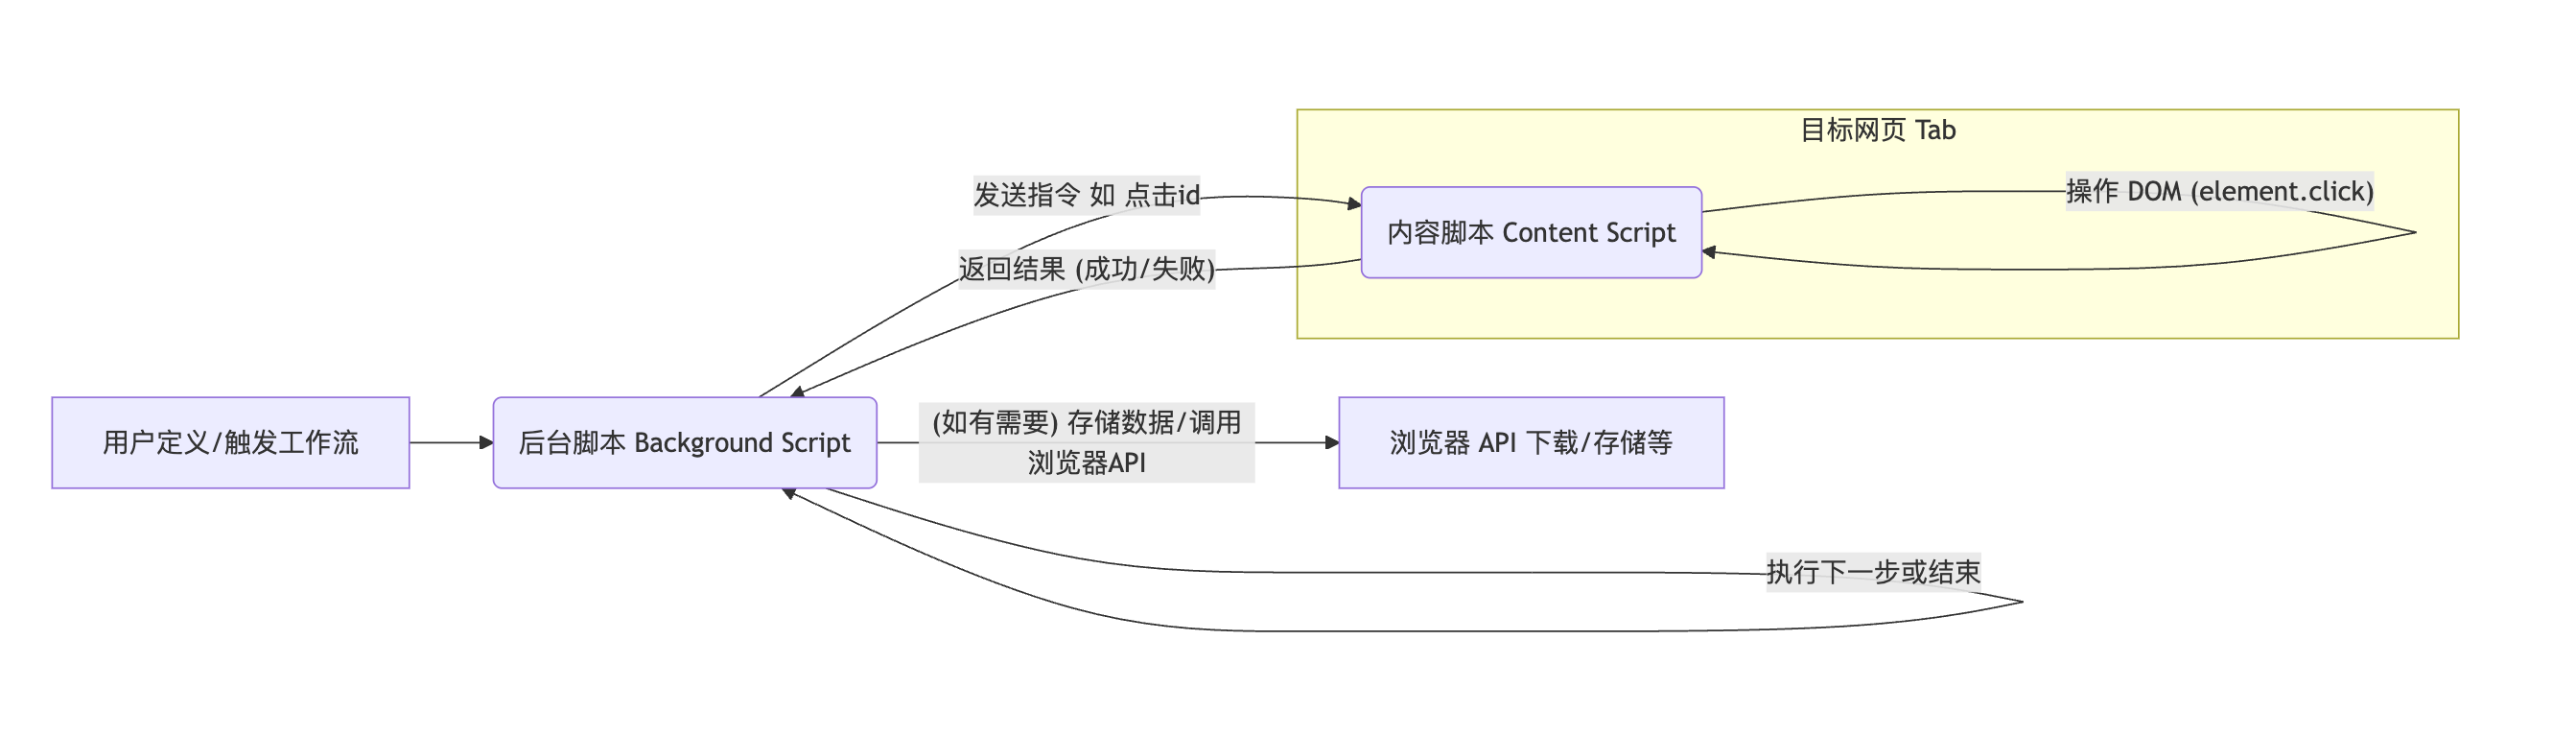 目标网页 Tab
发送指令 如 点击id
操作 DOM (element.click)
内容脚本 Content Script
返回结果 (成功/失败)
用户定义/触发工作流
后台脚本 Background Script
(如有需要) 存储数据/调用
浏览器API
浏览器 API 下载/存储等
执行下一步或结束